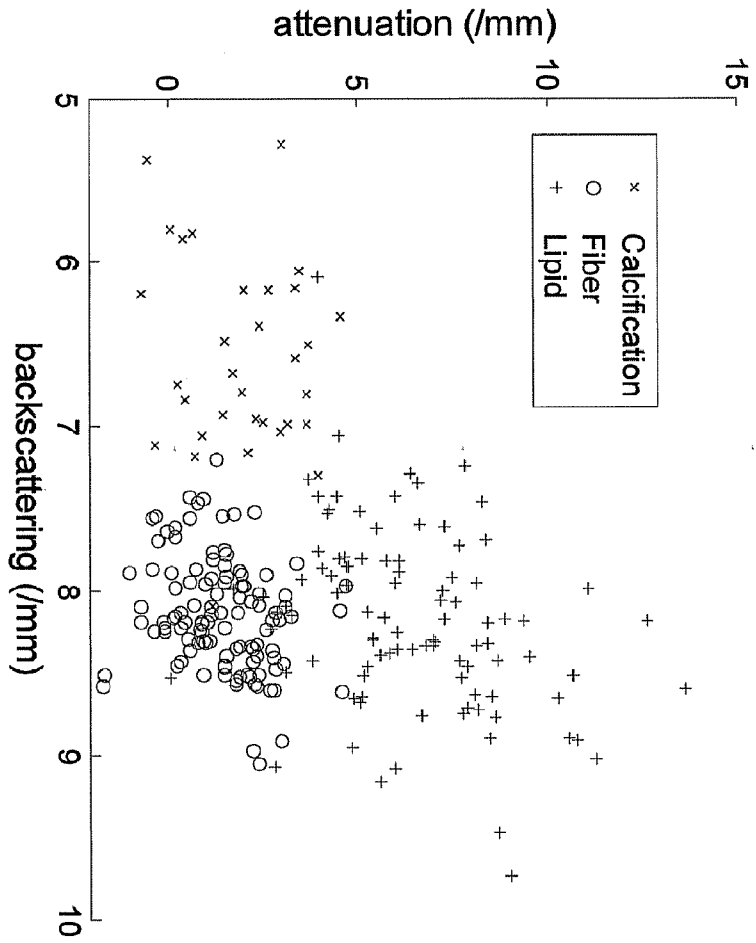 attenuation (/mm)
15
10
5
0
× Calcification
○ Fiber
+ Lipid
5
6
7
8
9
10
backscattering (/mm)